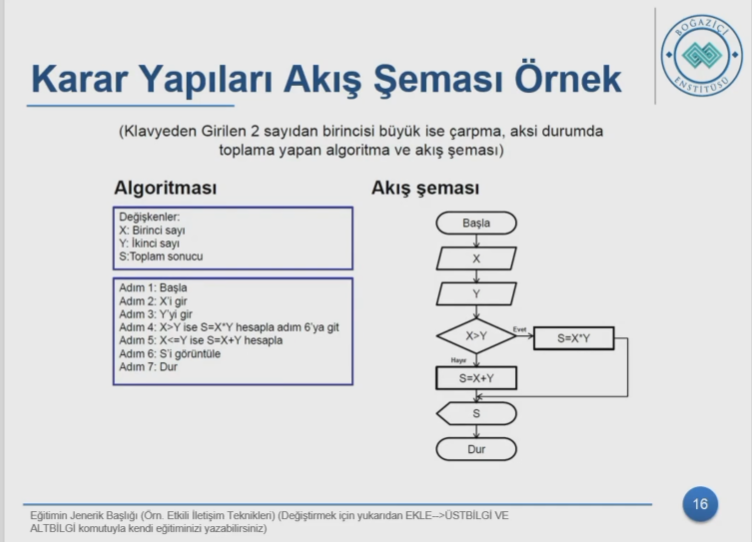 BOĞAZİÇİ
ENSTİTÜSÜ
Karar Yapıları Akış Şeması Örnek
(Klavyeden Girilen 2 sayıdan birincisi büyük ise çarpma, aksi durumda
toplama yapan algoritma ve akış şeması)
Algoritması
Değişkenler:
X: Birinci sayı
Y: İkinci sayı
S:Toplam sonucu
Adım 1: Başla
Adım 2: X'i gir
Adım 3: Y'yi gir
Adım 4: X>Y ise S=X*Y hesapla adım 6'ya git
Adım 5: X<=Y ise S=X+Y hesapla
Adım 6: S'i görüntüle
Adım 7: Dur
Akış şeması
Başla
X
Y
X>Y
Evet
S=X*Y
Hayır
S=X+Y
S
Dur
Eğitimin Jenerik Başlığı (Örn. Etkili İletişim Teknikleri) (Değiştirmek için yukarıdan EKLE-->ÜSTBİLGİ VE
ALTBİLGİ komutuyla kendi eğitiminizi yazabilirsiniz)
16